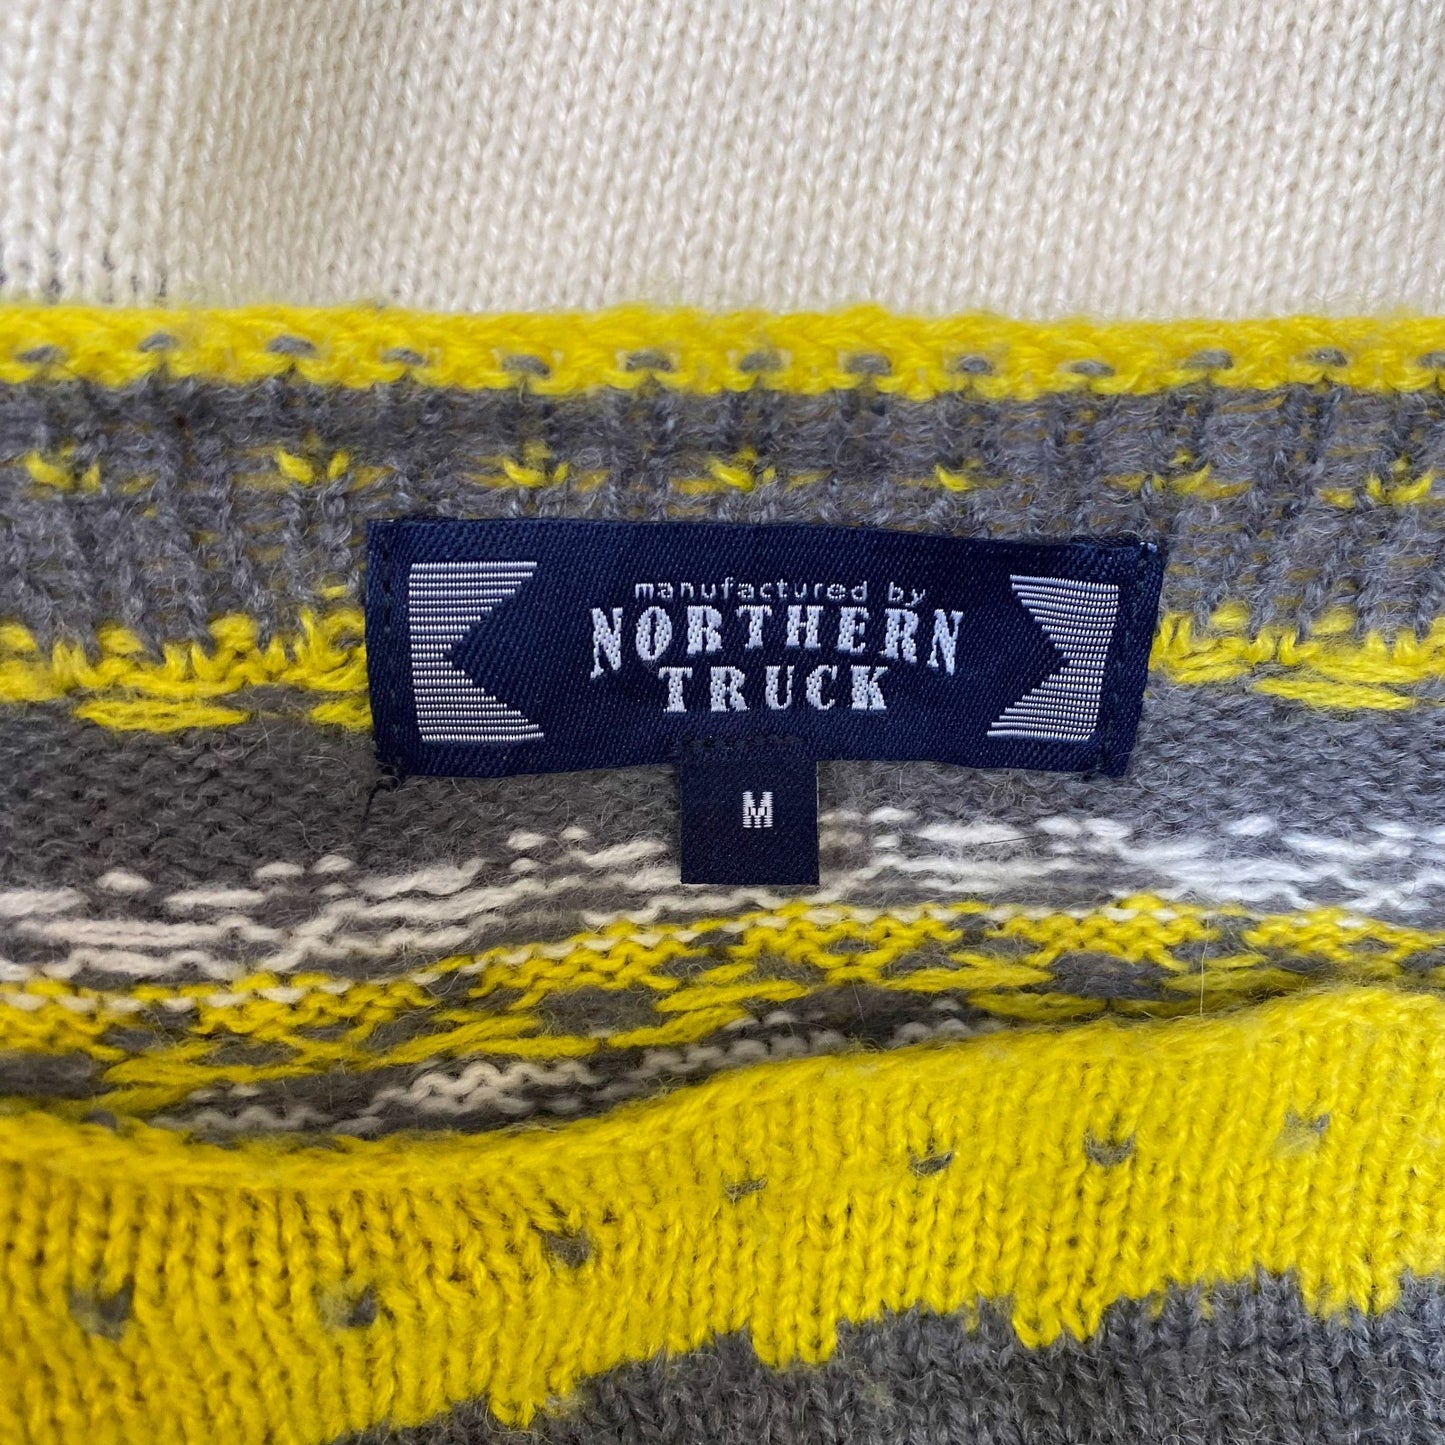 manufactured by
NORTHERN
TRUCK
M